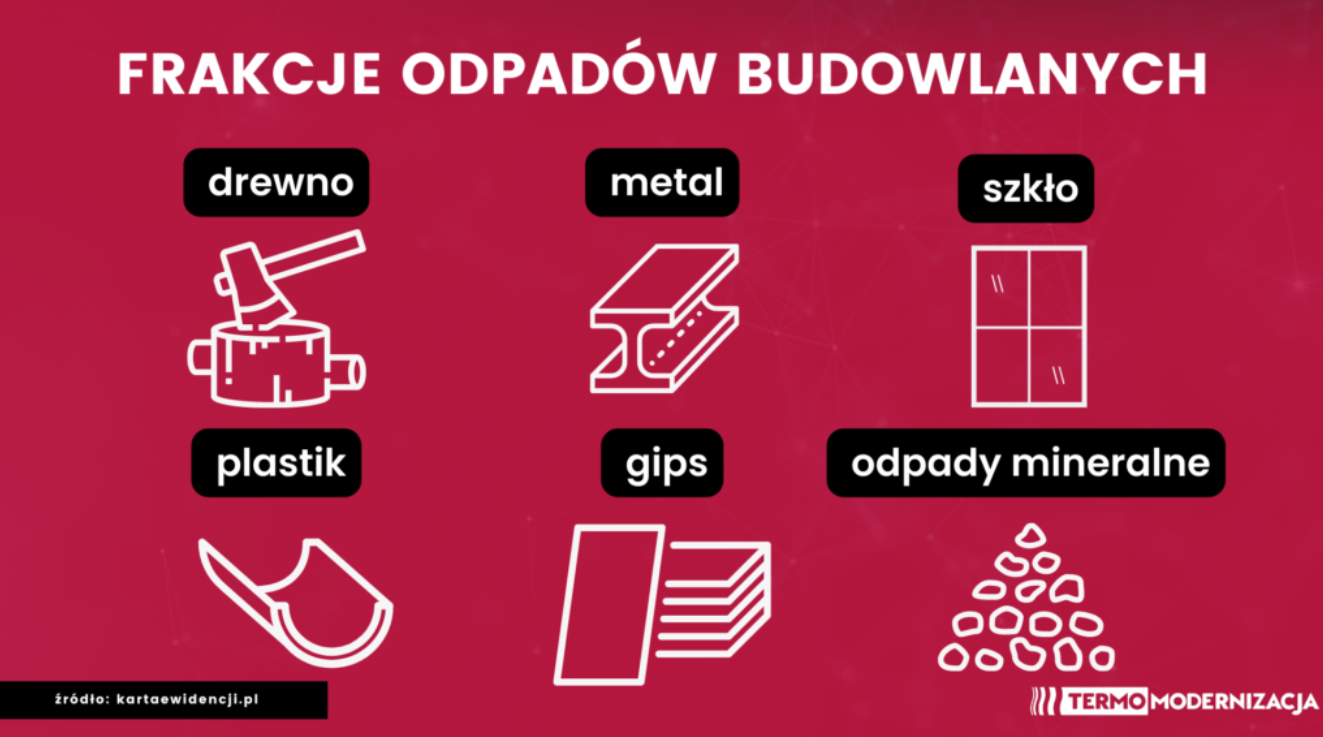 FRAKCJE ODPADÓW BUDOWLANYCH
drewno
metal
szkło
plastik
gips
odpady mineralne
źródło: kartaewidencji.pl
TERMOMODERNIZACJA